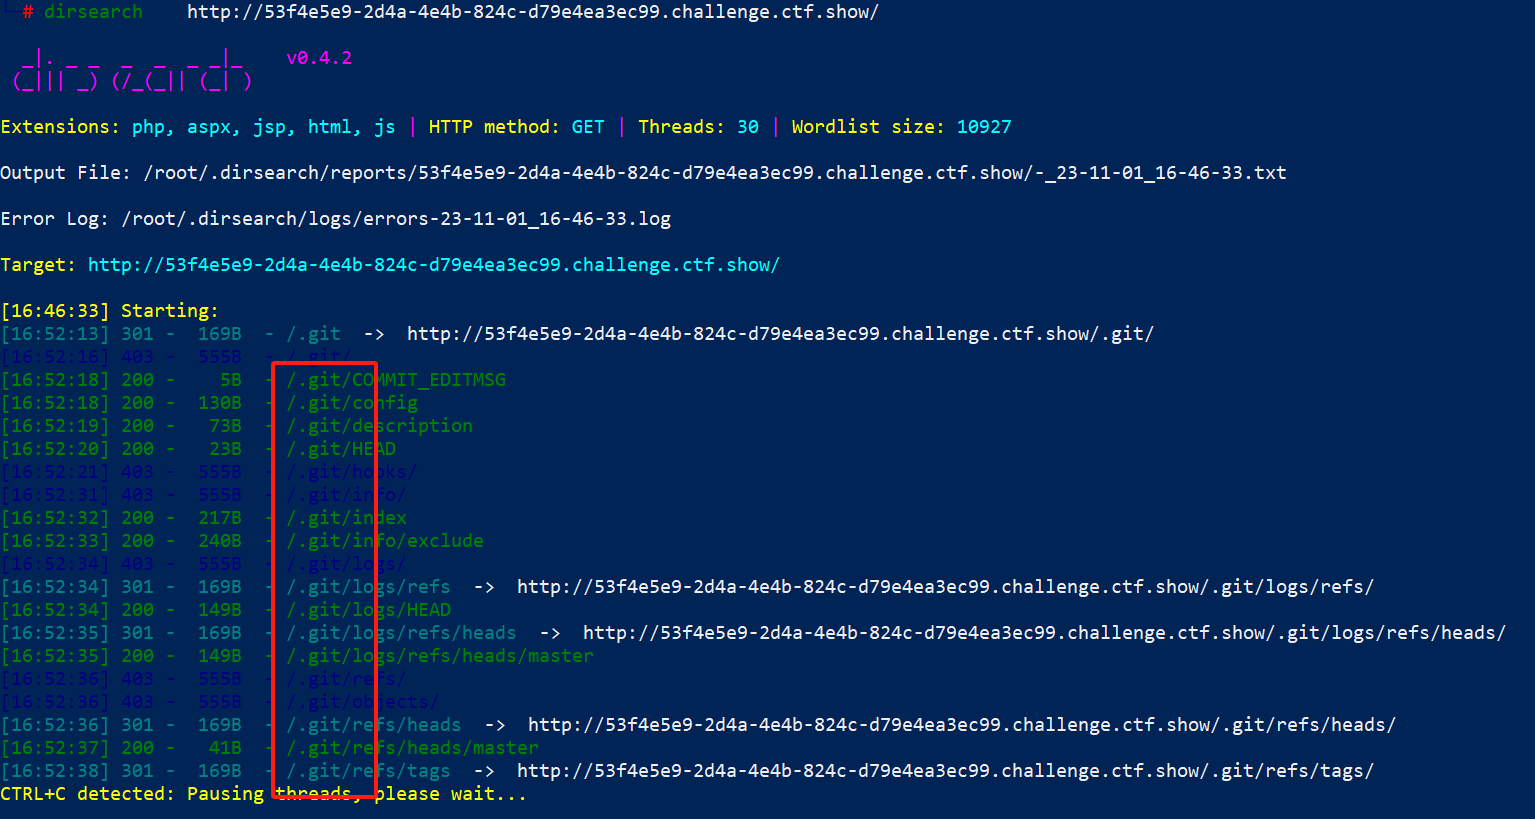 # dirsearch    http://53f4e5e9-2d4a-4e4b-824c-d79e4ea3ec99.challenge.ctf.show/
  _|. _ _  _  _  _ _|_    v0.4.2
 (_||| _) (/_(_|| (_| )
Extensions: php, aspx, jsp, html, js | HTTP method: GET | Threads: 30 | Wordlist size: 10927
Output File: /root/.dirsearch/reports/53f4e5e9-2d4a-4e4b-824c-d79e4ea3ec99.challenge.ctf.show/-_23-11-01_16-46-33.txt
Error Log: /root/.dirsearch/logs/errors-23-11-01_16-46-33.log
Target: http://53f4e5e9-2d4a-4e4b-824c-d79e4ea3ec99.challenge.ctf.show/
[16:46:33] Starting:
[16:52:13] 301 -  169B  - /.git  ->  http://53f4e5e9-2d4a-4e4b-824c-d79e4ea3ec99.challenge.ctf.show/.git/
[16:52:16] 403 -  555B  - /.git/
[16:52:18] 200 -    5B  - /.git/COMMIT_EDITMSG
[16:52:18] 200 -  130B  - /.git/config
[16:52:19] 200 -   73B  - /.git/description
[16:52:20] 200 -   23B  - /.git/HEAD
[16:52:21] 403 -  555B  - /.git/hooks/
[16:52:31] 403 -  555B  - /.git/info/
[16:52:32] 200 -  217B  - /.git/index
[16:52:33] 200 -  240B  - /.git/info/exclude
[16:52:34] 403 -  555B  - /.git/logs/
[16:52:34] 301 -  169B  - /.git/logs/refs  ->  http://53f4e5e9-2d4a-4e4b-824c-d79e4ea3ec99.challenge.ctf.show/.git/logs/refs/
[16:52:34] 200 -  149B  - /.git/logs/HEAD
[16:52:35] 301 -  169B  - /.git/logs/refs/heads  ->  http://53f4e5e9-2d4a-4e4b-824c-d79e4ea3ec99.challenge.ctf.show/.git/logs/refs/heads/
[16:52:35] 200 -  149B  - /.git/logs/refs/heads/master
[16:52:36] 403 -  555B  - /.git/refs/
[16:52:36] 403 -  555B  - /.git/objects/
[16:52:36] 301 -  169B  - /.git/refs/heads  ->  http://53f4e5e9-2d4a-4e4b-824c-d79e4ea3ec99.challenge.ctf.show/.git/refs/heads/
[16:52:37] 200 -   41B  - /.git/refs/heads/master
[16:52:38] 301 -  169B  - /.git/refs/tags  ->  http://53f4e5e9-2d4a-4e4b-824c-d79e4ea3ec99.challenge.ctf.show/.git/refs/tags/
CTRL+C detected: Pausing threads, please wait...